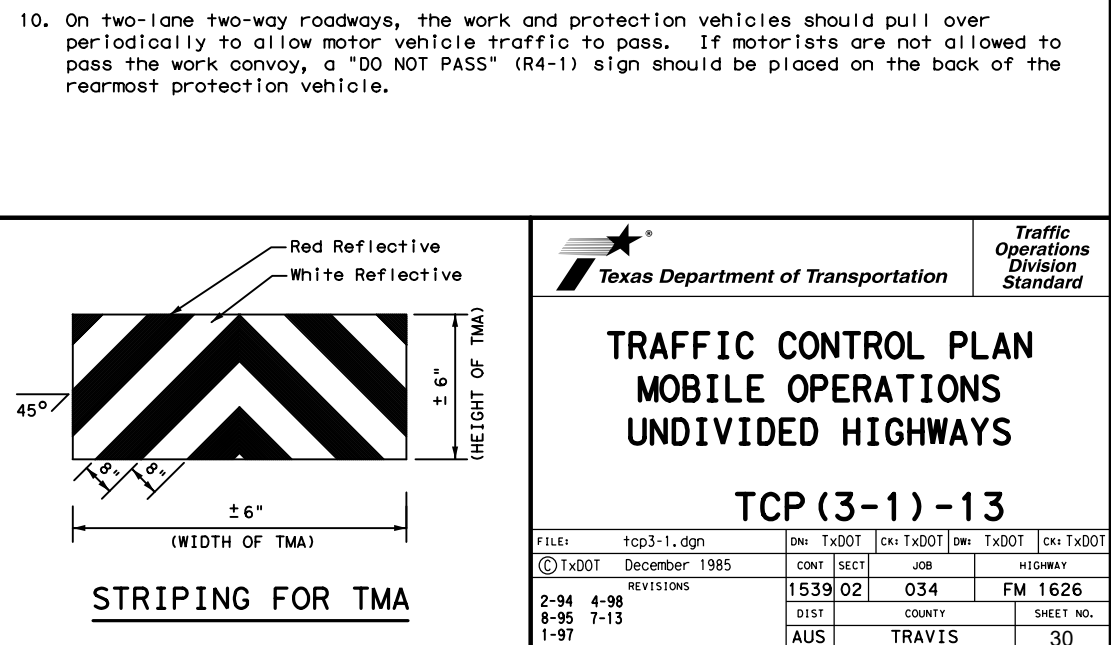 10. On two-lane two-way roadways, the work and protection vehicles should pull over
periodically to allow motor vehicle traffic to pass. If motorists are not allowed to
pass the work convoy, a "DO NOT PASS" (R4-1) sign should be placed on the back of the
rearmost protection vehicle.
Red Reflective
White Reflective
45°
8"
8"
± 6"
(HEIGHT OF TMA)
± 6"
(WIDTH OF TMA)
STRIPING FOR TMA
®
Texas Department of Transportation
Traffic
Operations
Division
Standard
TRAFFIC CONTROL PLAN
MOBILE OPERATIONS
UNDIVIDED HIGHWAYS
TCP(3-1)-13
FILE: tcp3-1.dgn DN: TxDOT CK: TxDOT DW: TxDOT CK: TxDOT
© TxDOT December 1985 CONT SECT JOB HIGHWAY
REVISIONS 1539 02 034 FM 1626
2-94 4-98
8-95 7-13 DIST COUNTY SHEET NO.
1-97 AUS TRAVIS 30